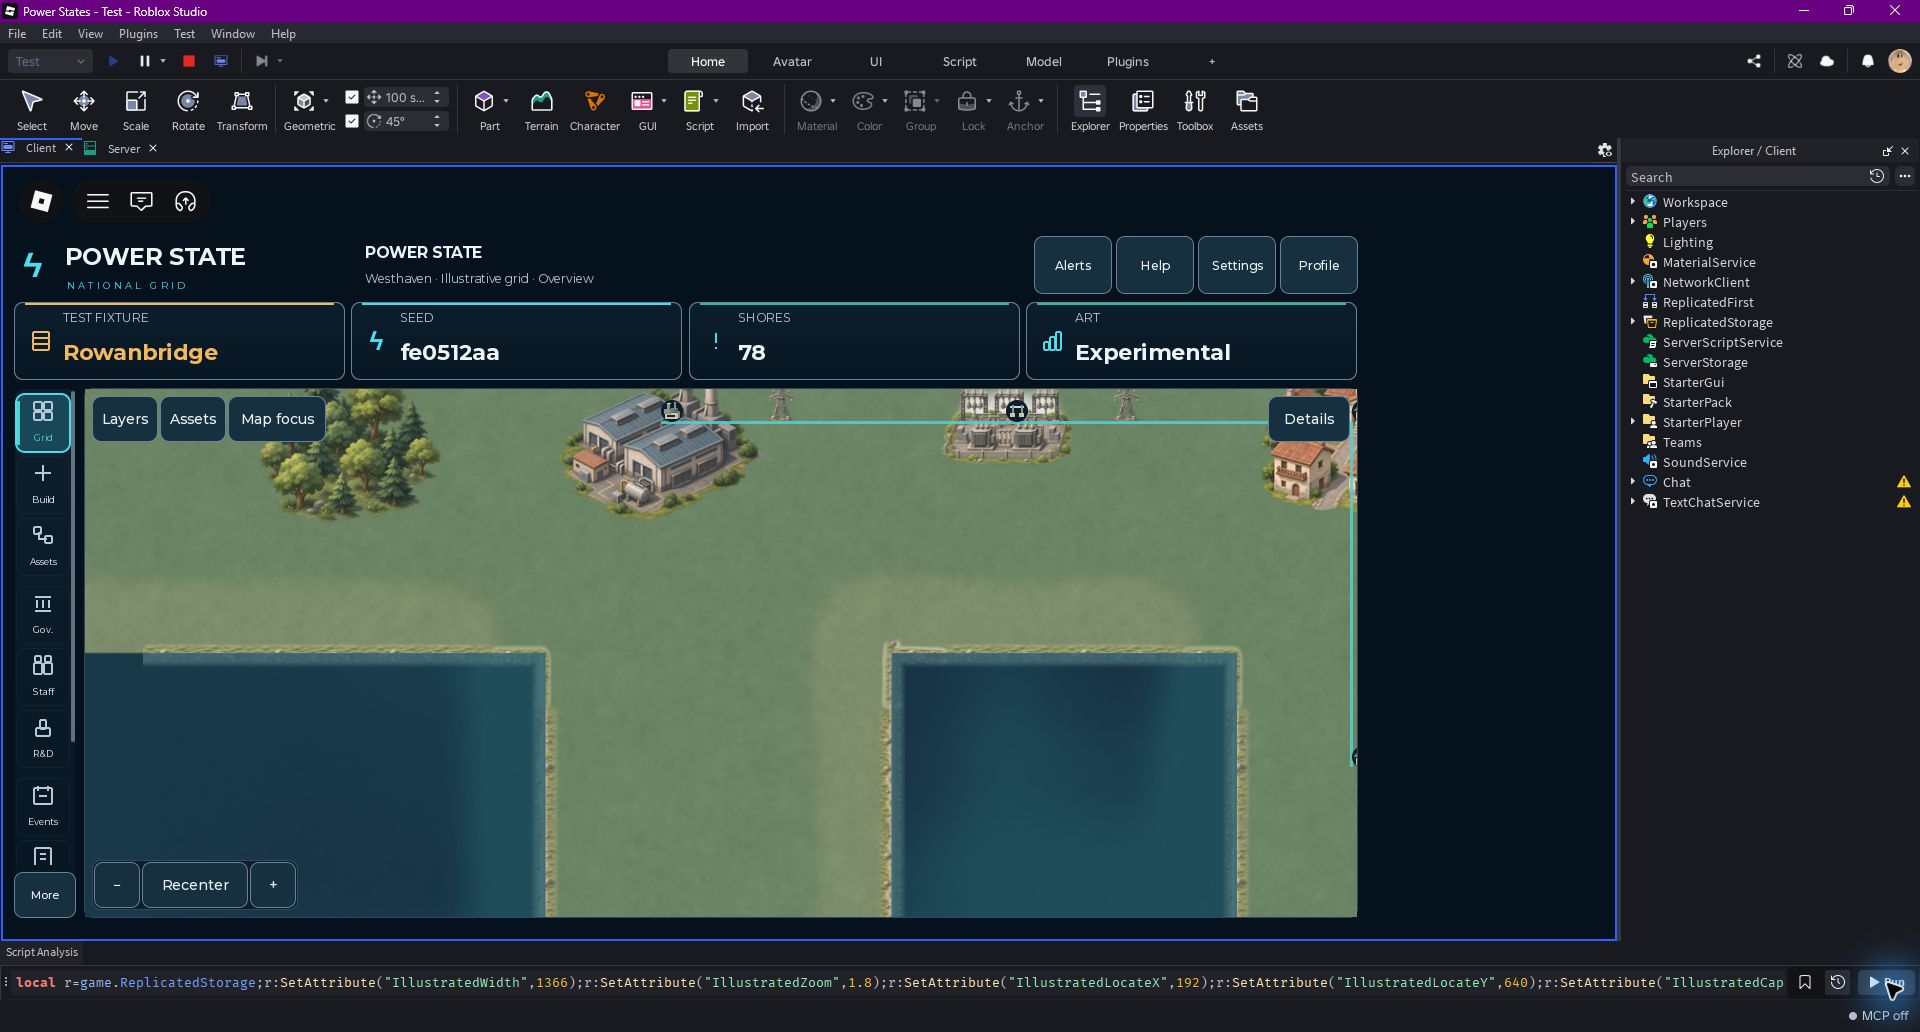 Power States - Test - Roblox Studio
File Edit View Plugins Test Window Help
Test
Home Avatar UI Script Model Plugins +
100 s...
45°
Select Move Scale Rotate Transform Geometric Part Terrain Character GUI Script Import Material Color Group Lock Anchor Explorer Properties Toolbox Assets
Client Server
Explorer / Client
Search
Workspace
Players
Lighting
MaterialService
NetworkClient
ReplicatedFirst
ReplicatedStorage
ServerScriptService
ServerStorage
StarterGui
StarterPack
StarterPlayer
Teams
SoundService
Chat
TextChatService
POWER STATE
NATIONAL GRID
POWER STATE
Westhaven · Illustrative grid · Overview
Alerts Help Settings Profile
TEST FIXTURE
Rowanbridge
SEED
fe0512aa
SHORES
78
ART
Experimental
Grid
Build
Assets
Gov.
Staff
R&D
Events
More
Layers Assets Map focus
Details
− Recenter +
Script Analysis
local r=game.ReplicatedStorage;r:SetAttribute("IllustratedWidth",1366);r:SetAttribute("IllustratedZoom",1.8);r:SetAttribute("IllustratedLocateX",192);r:SetAttribute("IllustratedLocateY",640);r:SetAttribute("IllustratedCap
MCP off